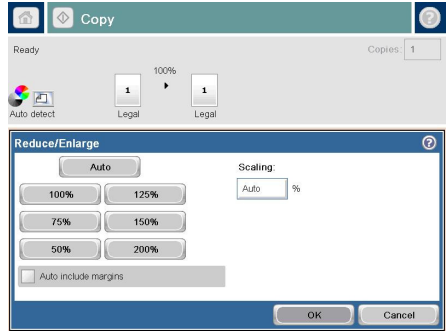 Copy
Ready
Copies: 1
100%
1
1
Auto detect
Legal
Legal
Reduce/Enlarge
Auto
Scaling:
100%
125%
Auto %
75%
150%
50%
200%
Auto include margins
OK
Cancel